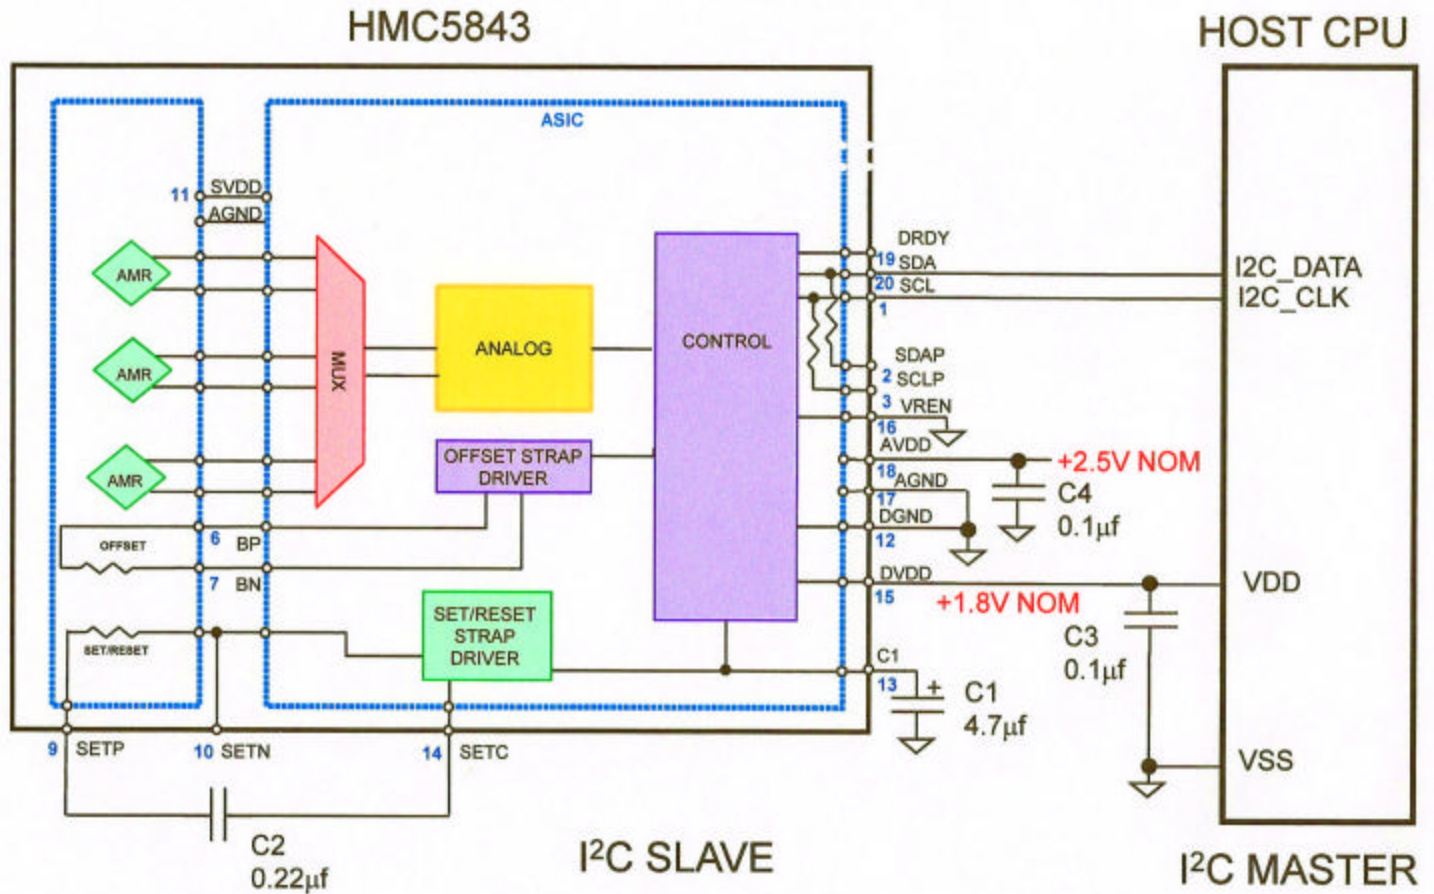 HMC5843
HOST CPU
ASIC
11 SVDD
AGND
AMR
AMR
AMR
MUX
ANALOG
CONTROL
OFFSET STRAP
DRIVER
SET/RESET
STRAP
DRIVER
OFFSET
SET/RESET
6 BP
7 BN
DRDY
19 SDA
20 SCL
1
SDAP
2 SCLP
3 VREN
16
AVDD
18 AGND
17
DGND
12
DVDD
15
C1
13
+2.5V NOM
C4
0.1µf
+1.8V NOM
C3
0.1µf
C1
4.7µf
+
I2C_DATA
I2C_CLK
VDD
VSS
9 SETP
10 SETN
14 SETC
C2
0.22µf
I²C SLAVE
I²C MASTER